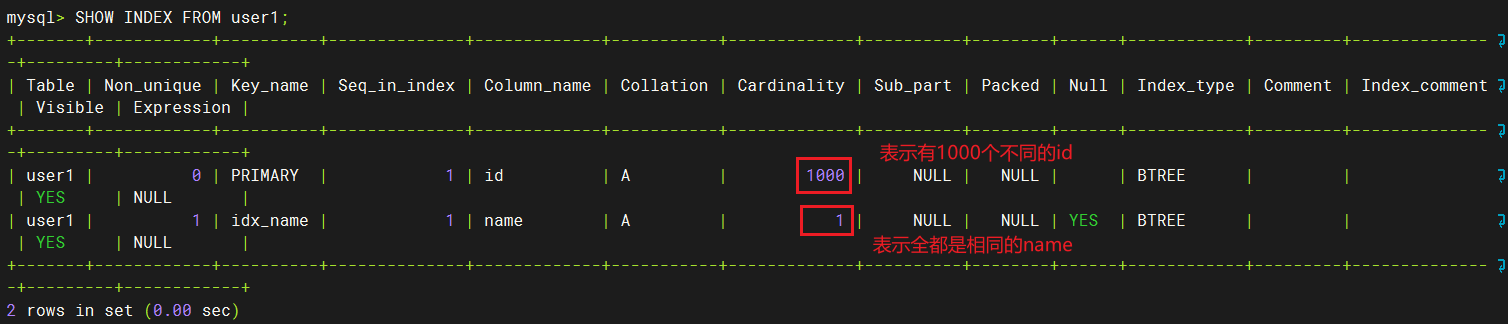 mysql> SHOW INDEX FROM user1;
+-------+------------+----------+--------------+-------------+-----------+-------------+----------+--------+------+------------+---------+--------------
-+---------+------------+
| Table | Non_unique | Key_name | Seq_in_index | Column_name | Collation | Cardinality | Sub_part | Packed | Null | Index_type | Comment | Index_comment
 | Visible | Expression |
+-------+------------+----------+--------------+-------------+-----------+-------------+----------+--------+------+------------+---------+--------------
-+---------+------------+
表示有1000个不同的id
| user1 |          0 | PRIMARY  |            1 | id          | A         |        1000 |     NULL |   NULL |      | BTREE      |         |
 | YES     | NULL       |
| user1 |          1 | idx_name |            1 | name        | A         |           1 |     NULL |   NULL | YES  | BTREE      |         |
 | YES     | NULL       |
表示全都是相同的name
+-------+------------+----------+--------------+-------------+-----------+-------------+----------+--------+------+------------+---------+--------------
-+---------+------------+
2 rows in set (0.00 sec)